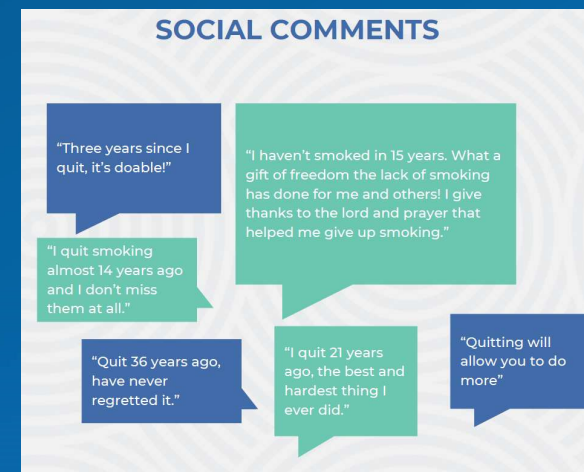 SOCIAL COMMENTS
“Three years since I
quit, it’s doable!”
“I haven’t smoked in 15 years. What a
gift of freedom the lack of smoking
has done for me and others! I give
thanks to the lord and prayer that
helped me give up smoking.”
“I quit smoking
almost 14 years ago
and I don’t miss
them at all.”
“Quit 36 years ago,
have never
regretted it.”
“I quit 21 years
ago, the best and
hardest thing I
ever did.”
“Quitting will
allow you to do
more”